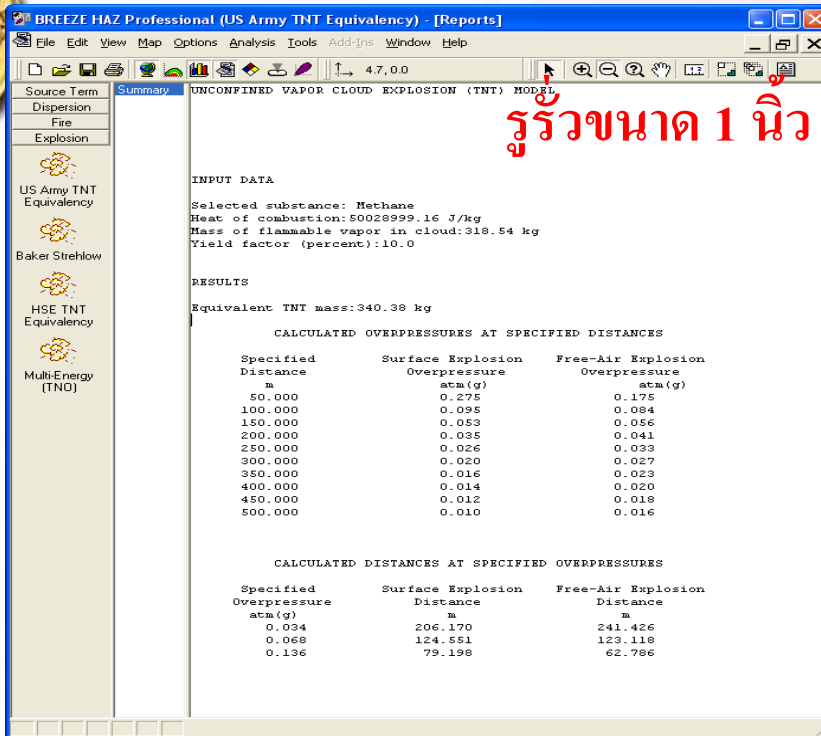 BREEZE HAZ Professional (US Army TNT Equivalency) - [Reports]
File Edit View Map Options Analysis Tools Add-Ins Window Help
4.7, 0.0
Source Term
Dispersion
Fire
Explosion
US Army TNT
Equivalency
Baker Strehlow
HSE TNT
Equivalency
Multi-Energy
(TNO)
Summary
UNCONFINED VAPOR CLOUD EXPLOSION (TNT) MODEL
รูรั่วขนาด 1 นิ้ว
INPUT DATA
Selected substance: Methane
Heat of combustion:50028999.16 J/kg
Mass of flammable vapor in cloud:318.54 kg
Yield factor (percent):10.0
RESULTS
Equivalent TNT mass:340.38 kg
CALCULATED OVERPRESSURES AT SPECIFIED DISTANCES
Specified Surface Explosion Free-Air Explosion
Distance Overpressure Overpressure
m atm(g) atm(g)
50.000 0.275 0.175
100.000 0.095 0.084
150.000 0.053 0.056
200.000 0.035 0.041
250.000 0.026 0.033
300.000 0.020 0.027
350.000 0.016 0.023
400.000 0.014 0.020
450.000 0.012 0.018
500.000 0.010 0.016
CALCULATED DISTANCES AT SPECIFIED OVERPRESSURES
Specified Surface Explosion Free-Air Explosion
Overpressure Distance Distance
atm(g) m m
0.034 206.170 241.426
0.068 124.551 123.118
0.136 79.198 62.786